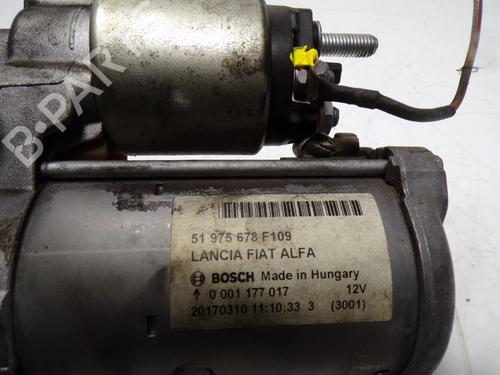 B-PARTS
51 975 678 F109
LANCIA FIAT ALFA
BOSCH Made in Hungary
↑ 0 001 177 017 12V
20170310 11:10:33 3 (3001)